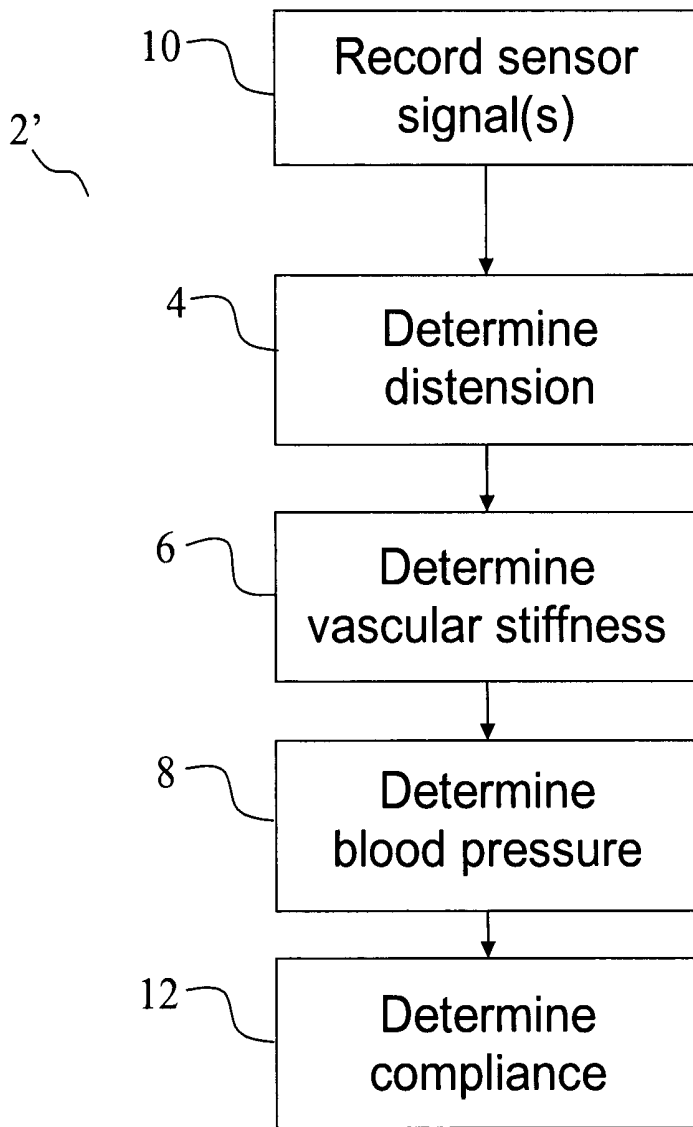 10
Record sensor
signal(s)
2’
4
Determine
distension
6
Determine
vascular stiffness
8
Determine
blood pressure
12
Determine
compliance